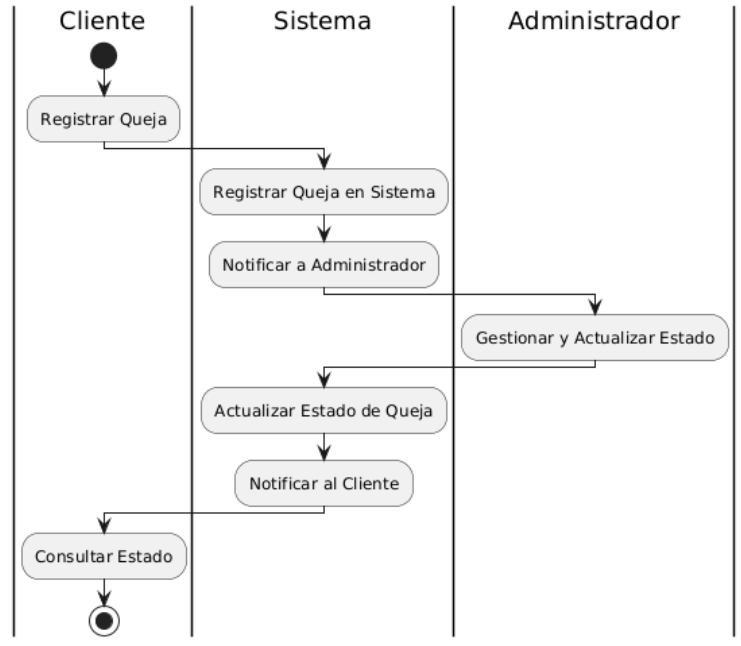 Cliente
Sistema
Administrador
Registrar Queja
Registrar Queja en Sistema
Notificar a Administrador
Gestionar y Actualizar Estado
Actualizar Estado de Queja
Notificar al Cliente
Consultar Estado